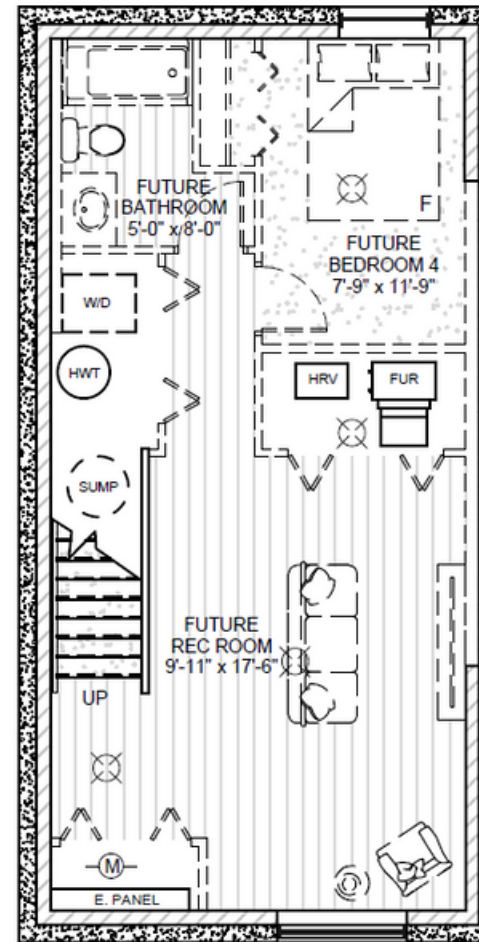 FUTURE
BATHROOM
5'-0" x 8'-0"
F
FUTURE
BEDROOM 4
7'-9" x 11'-9"
W/D
HWT
HRV
FUR
SUMP
FUTURE
REC ROOM
9'-11" x 17'-6"
UP
M
E. PANEL